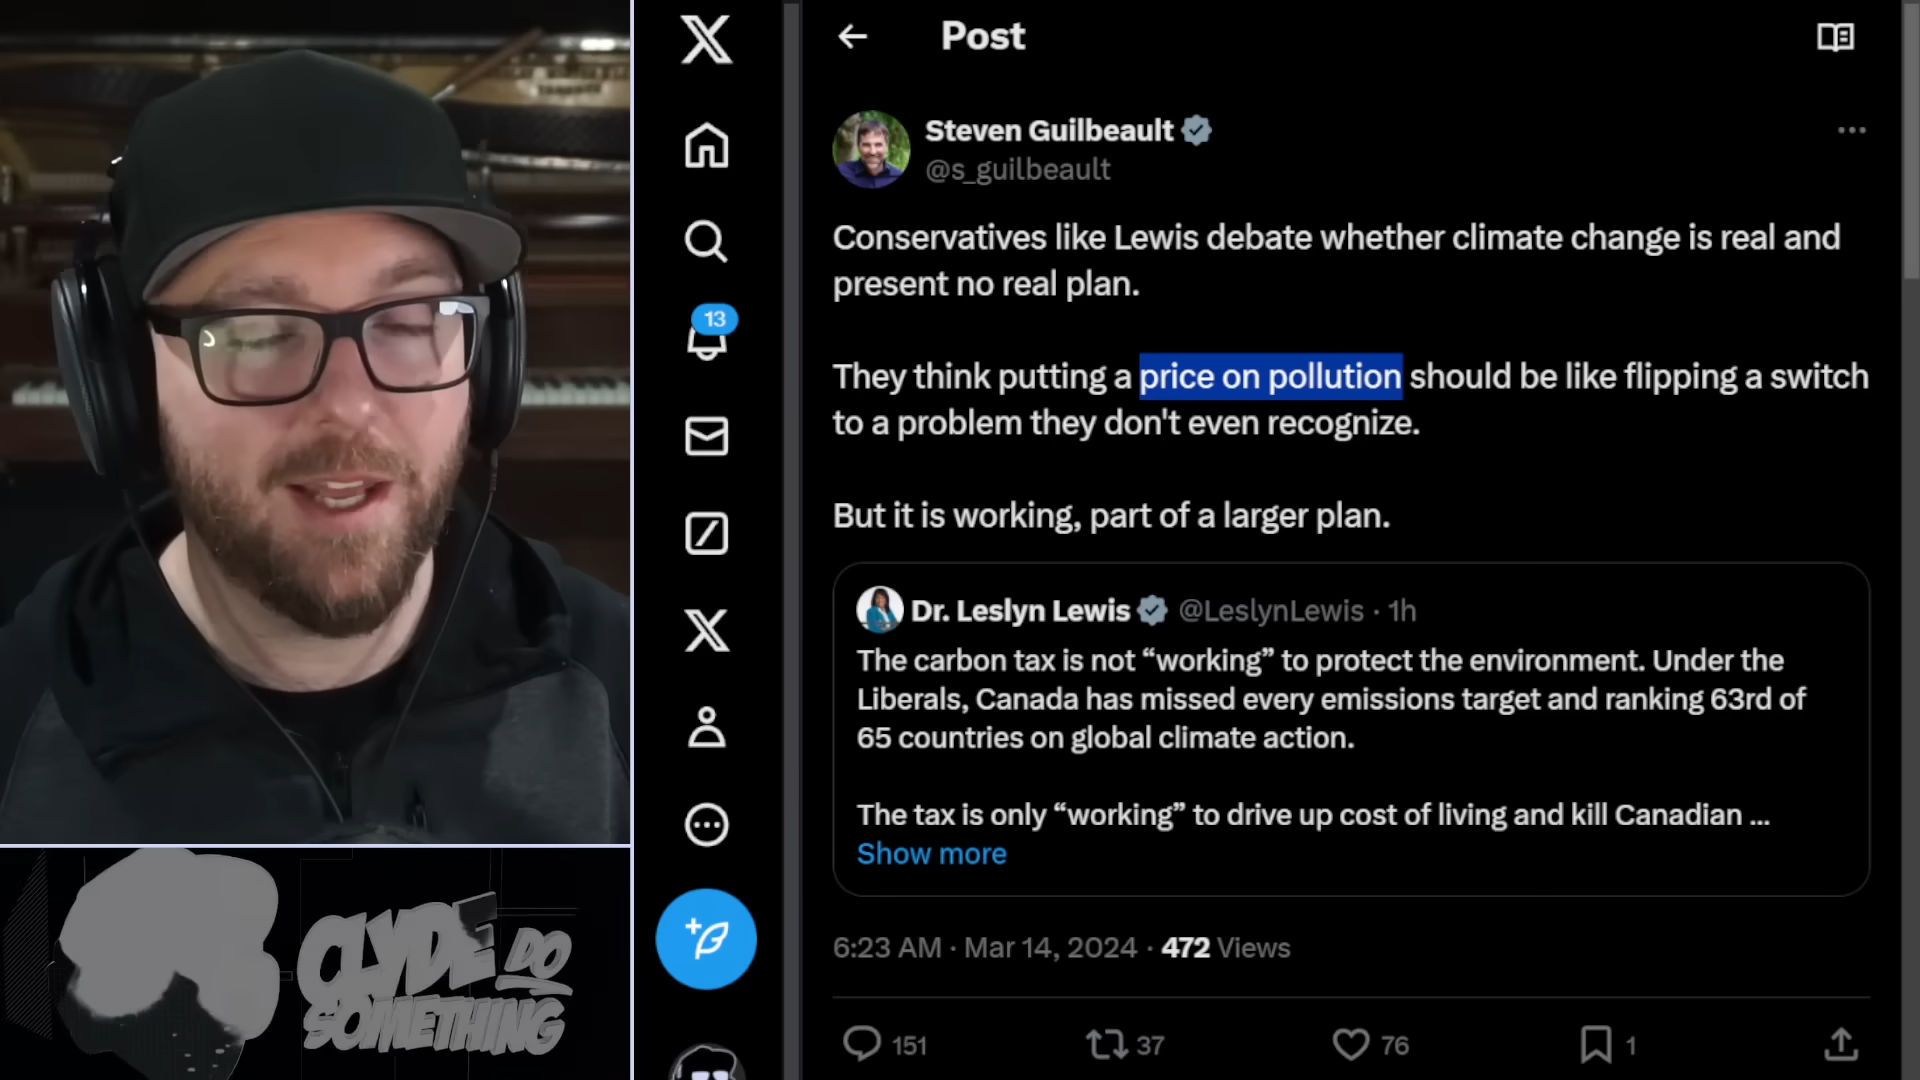 Post
Steven Guilbeault
@s_guilbeault
Conservatives like Lewis debate whether climate change is real and
present no real plan.
They think putting a price on pollution should be like flipping a switch
to a problem they don't even recognize.
But it is working, part of a larger plan.
Dr. Leslyn Lewis @LeslynLewis · 1h
The carbon tax is not “working” to protect the environment. Under the
Liberals, Canada has missed every emissions target and ranking 63rd of
65 countries on global climate action.
The tax is only “working” to drive up cost of living and kill Canadian ...
Show more
6:23 AM · Mar 14, 2024 · 472 Views
151 37 76 1
13
CLYDE DO
SOMETHING